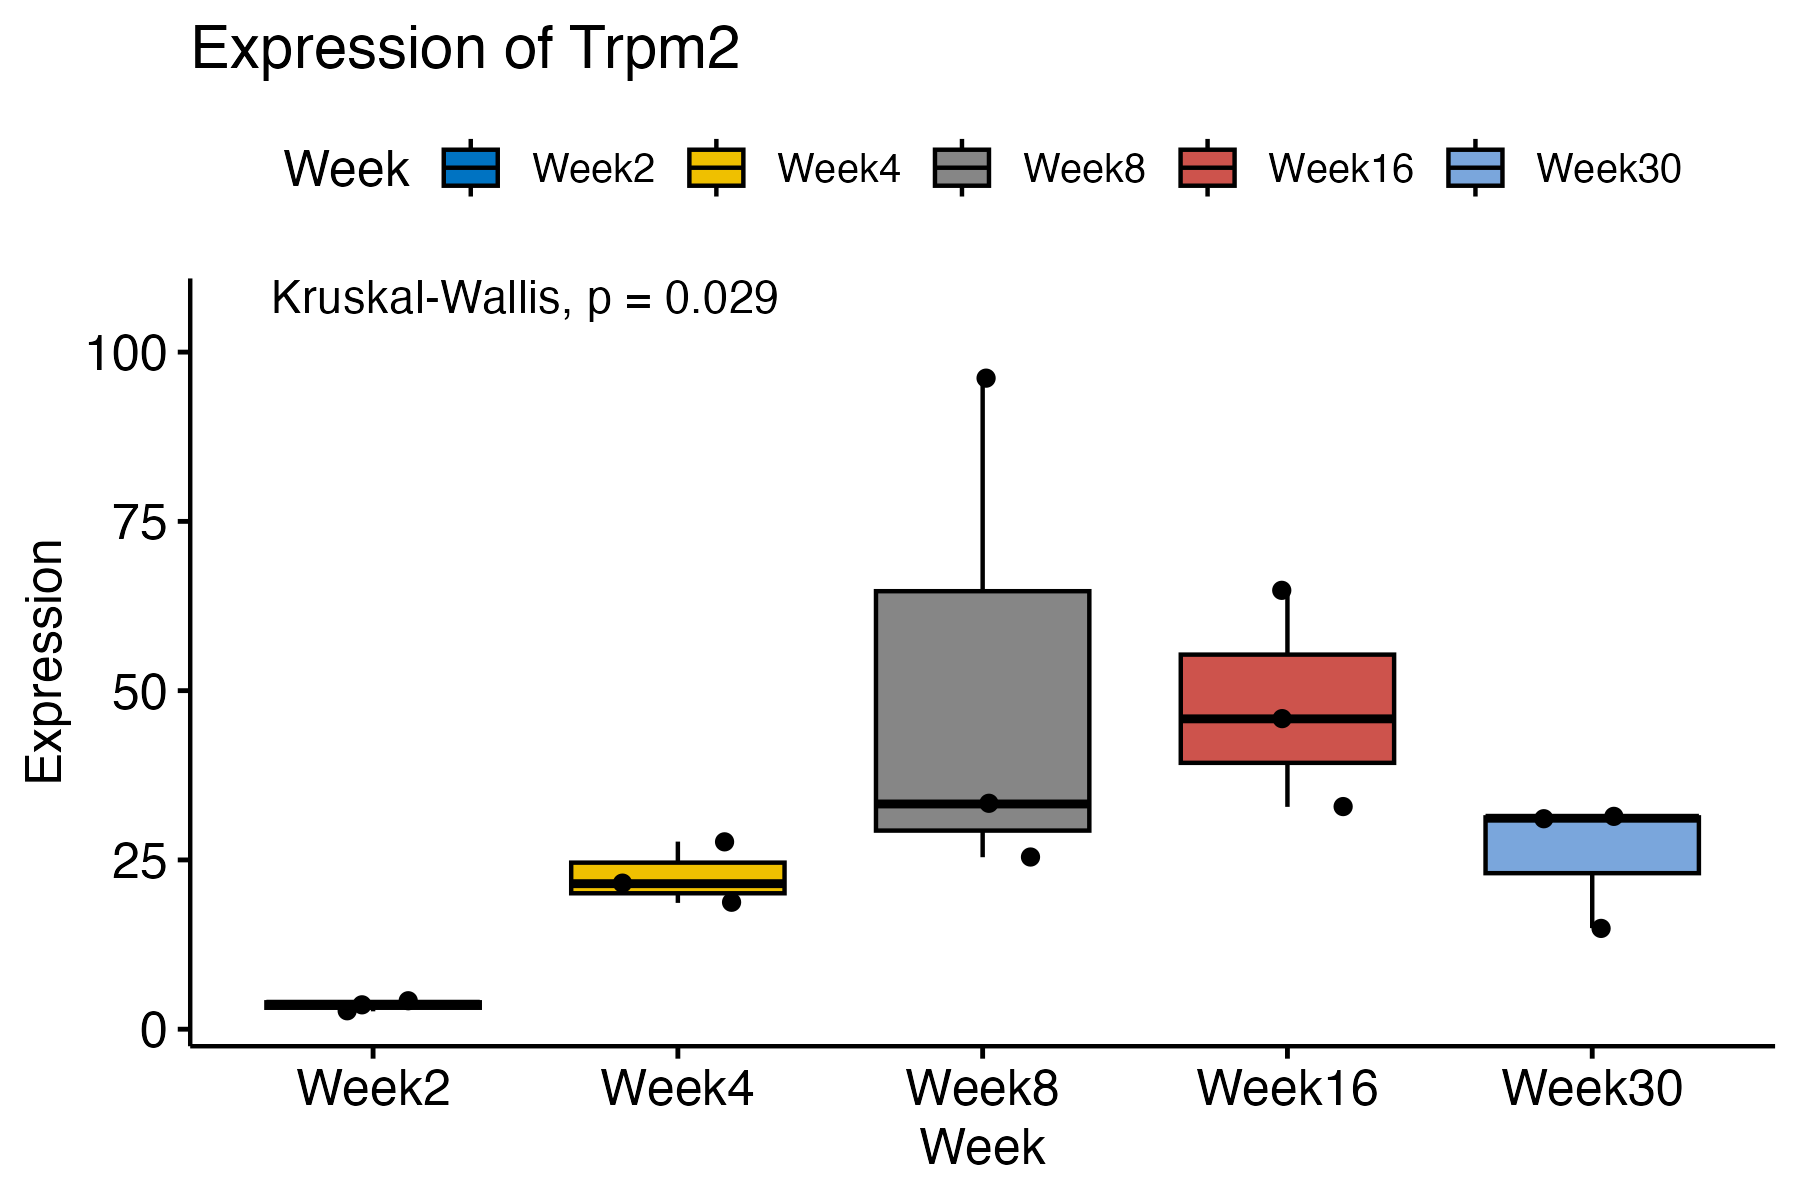 Expression of Trpm2
Week Week2 Week4 Week8 Week16 Week30
Kruskal-Wallis, p = 0.029
100
75
50
25
0
Expression
Week2 Week4 Week8 Week16 Week30
Week